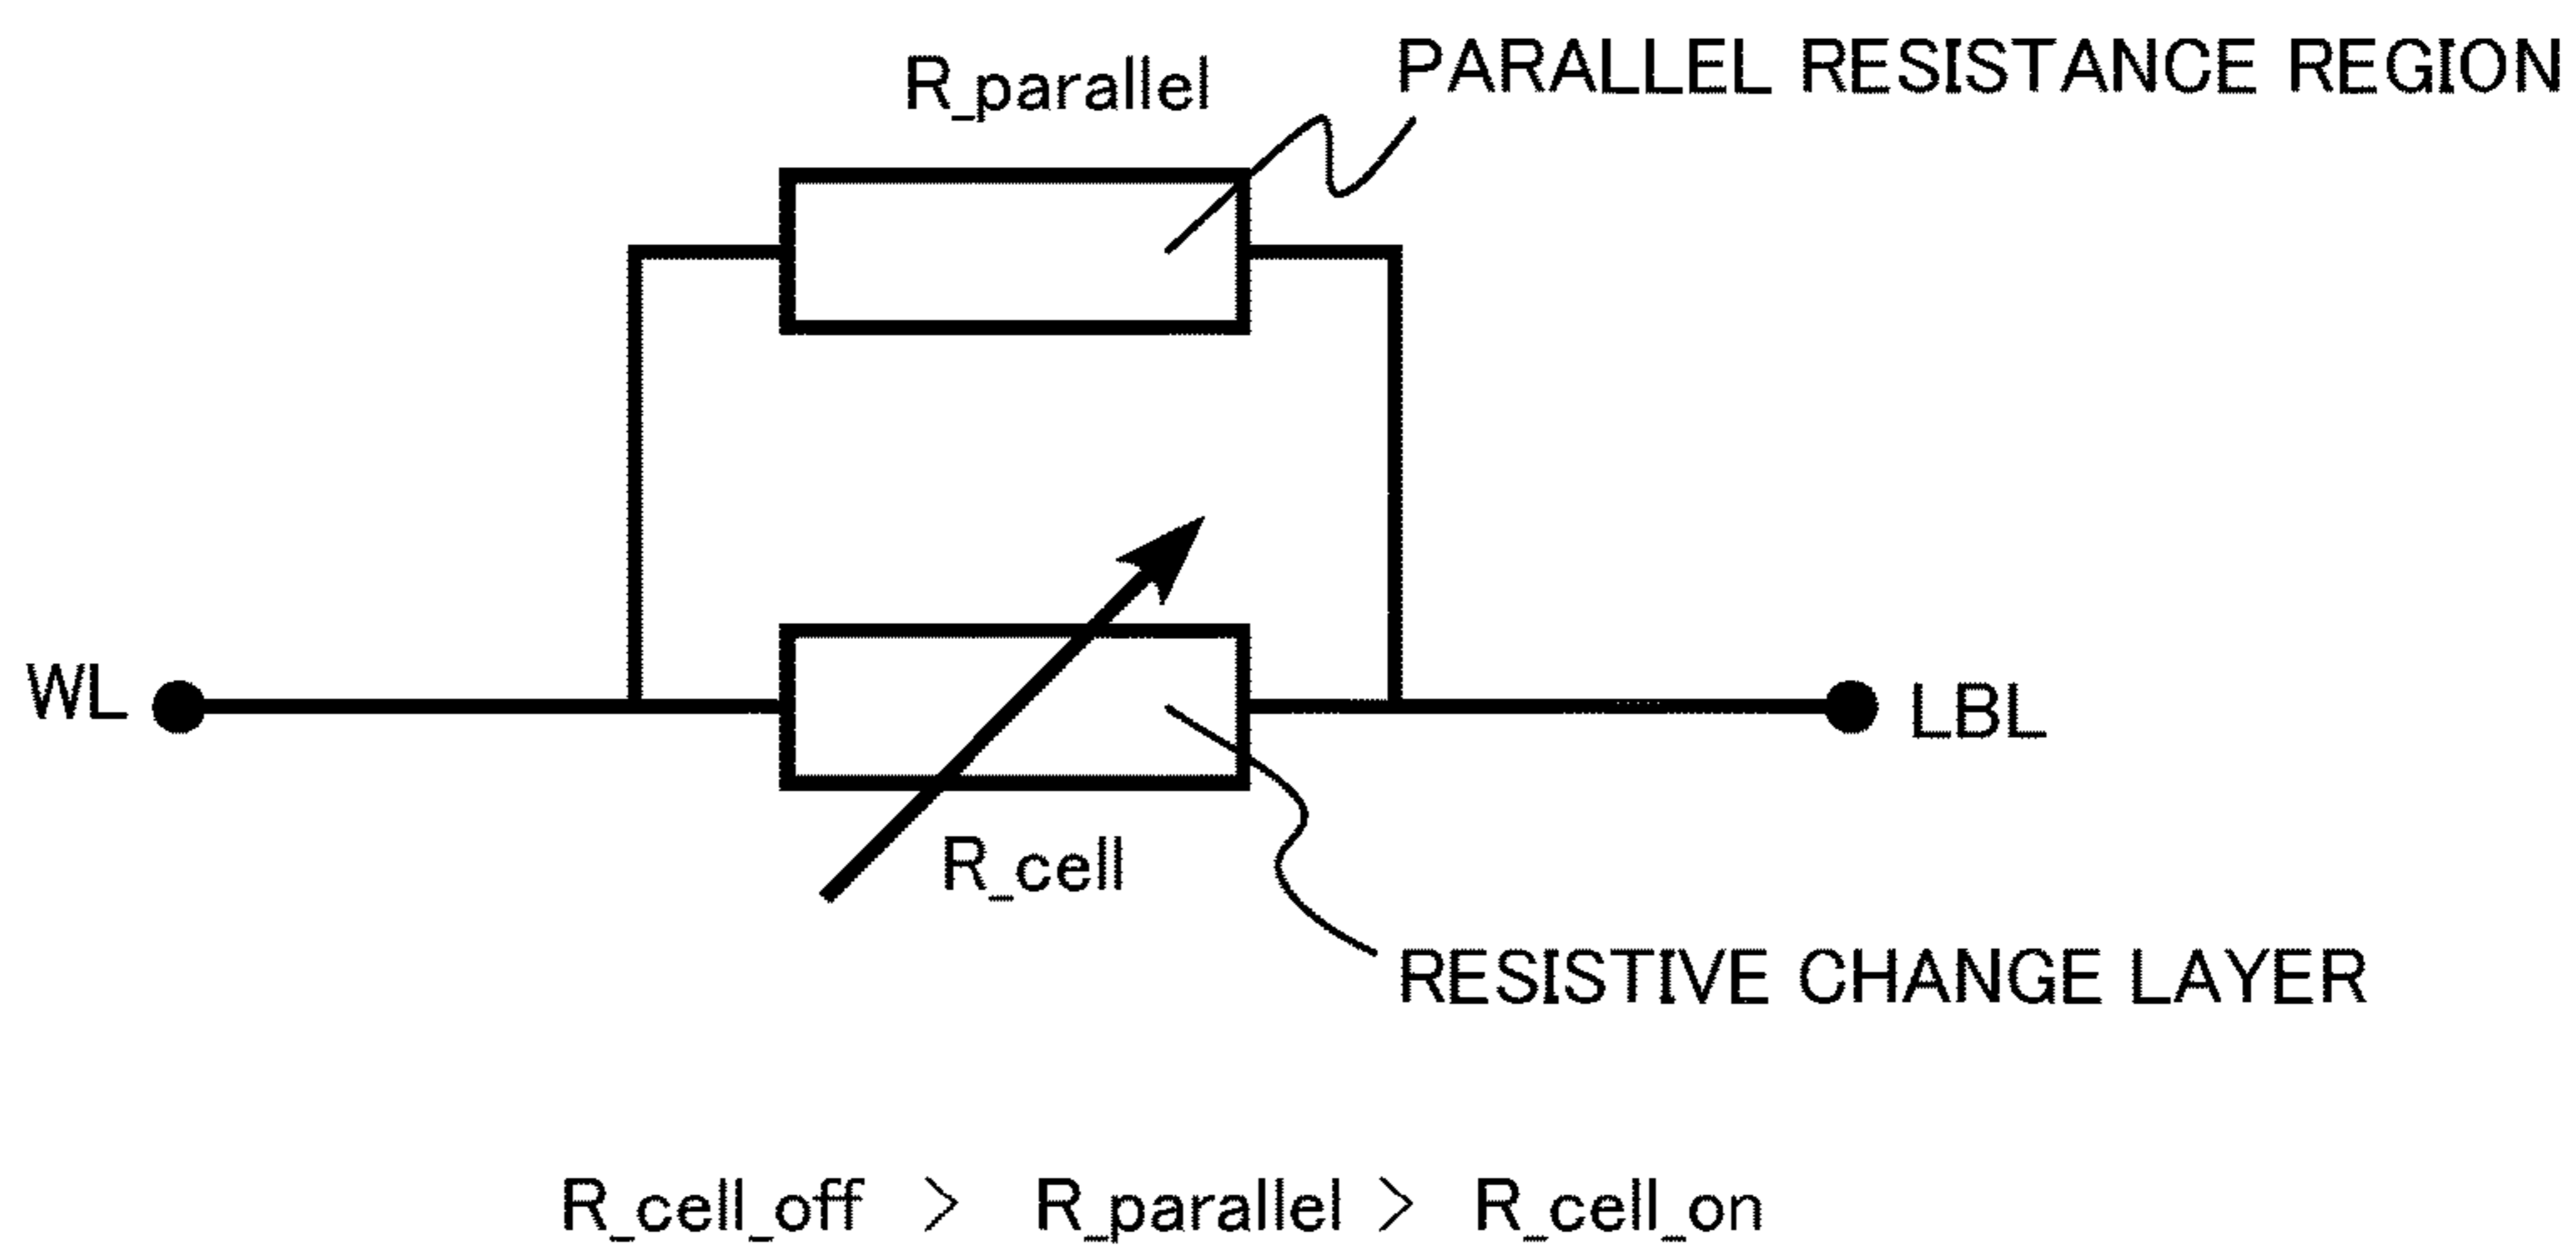 R_parallel
PARALLEL RESISTANCE REGION
WL
LBL
R_cell
RESISTIVE CHANGE LAYER
R_cell_off > R_parallel > R_cell_on